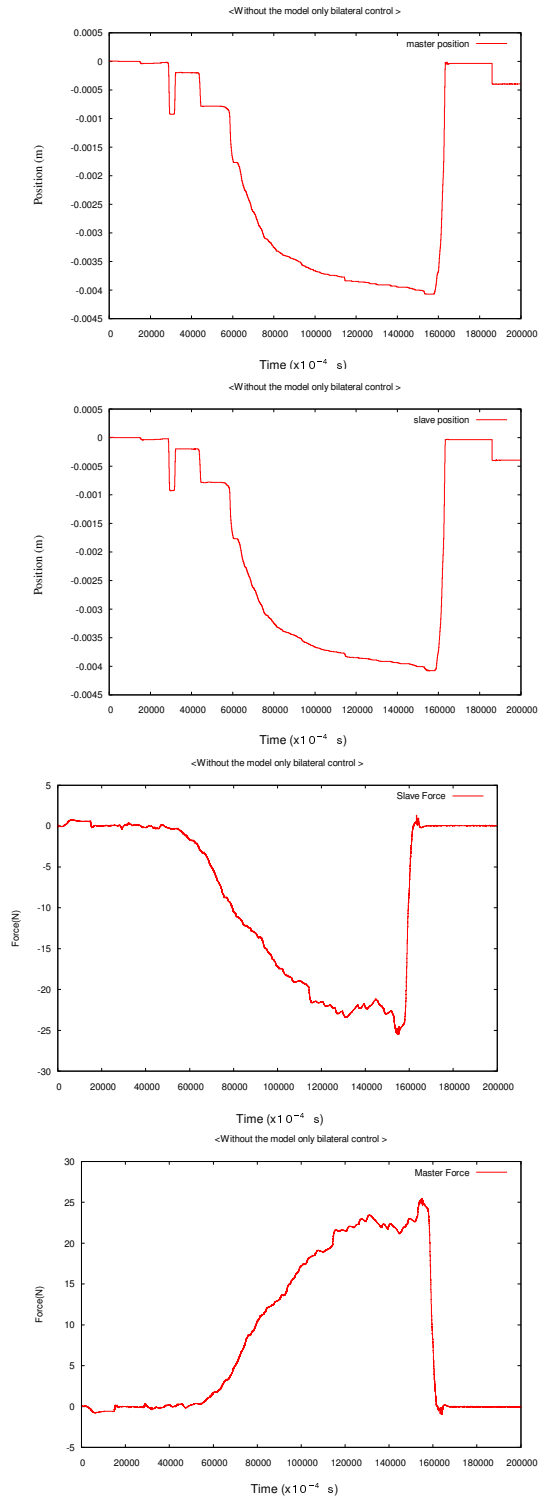 <Without the model only bilateral control >
master position
0.0005
0
-0.0005
-0.001
-0.0015
-0.002
-0.0025
-0.003
-0.0035
-0.004
-0.0045
Position (m)
0 20000 40000 60000 80000 100000 120000 140000 160000 180000 200000
Time (x10⁻⁴ s)
<Without the model only bilateral control >
slave position
0.0005
0
-0.0005
-0.001
-0.0015
-0.002
-0.0025
-0.003
-0.0035
-0.004
-0.0045
Position (m)
0 20000 40000 60000 80000 100000 120000 140000 160000 180000 200000
Time (x10⁻⁴ s)
<Without the model only bilateral control >
Slave Force
5
0
-5
-10
-15
-20
-25
-30
Force(N)
0 20000 40000 60000 80000 100000 120000 140000 160000 180000 200000
Time (x10⁻⁴ s)
<Without the model only bilateral control >
Master Force
30
25
20
15
10
5
0
-5
Force(N)
0 20000 40000 60000 80000 100000 120000 140000 160000 180000 200000
Time (x10⁻⁴ s)